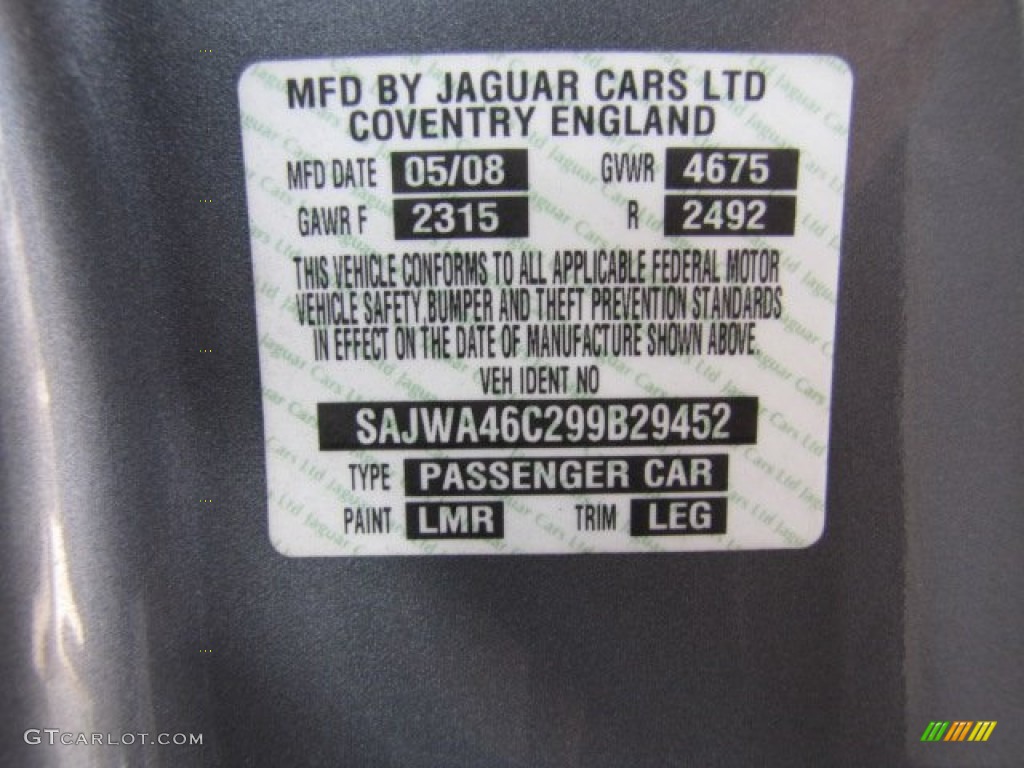 MFD BY JAGUAR CARS LTD
COVENTRY ENGLAND
MFD DATE 05/08 GVWR 4675
GAWR F 2315 R 2492
THIS VEHICLE CONFORMS TO ALL APPLICABLE FEDERAL MOTOR
VEHICLE SAFETY, BUMPER AND THEFT PREVENTION STANDARDS
IN EFFECT ON THE DATE OF MANUFACTURE SHOWN ABOVE.
VEH IDENT NO
SAJWA46C299B29452
TYPE PASSENGER CAR
PAINT LMR TRIM LEG
GTCARLOT.COM